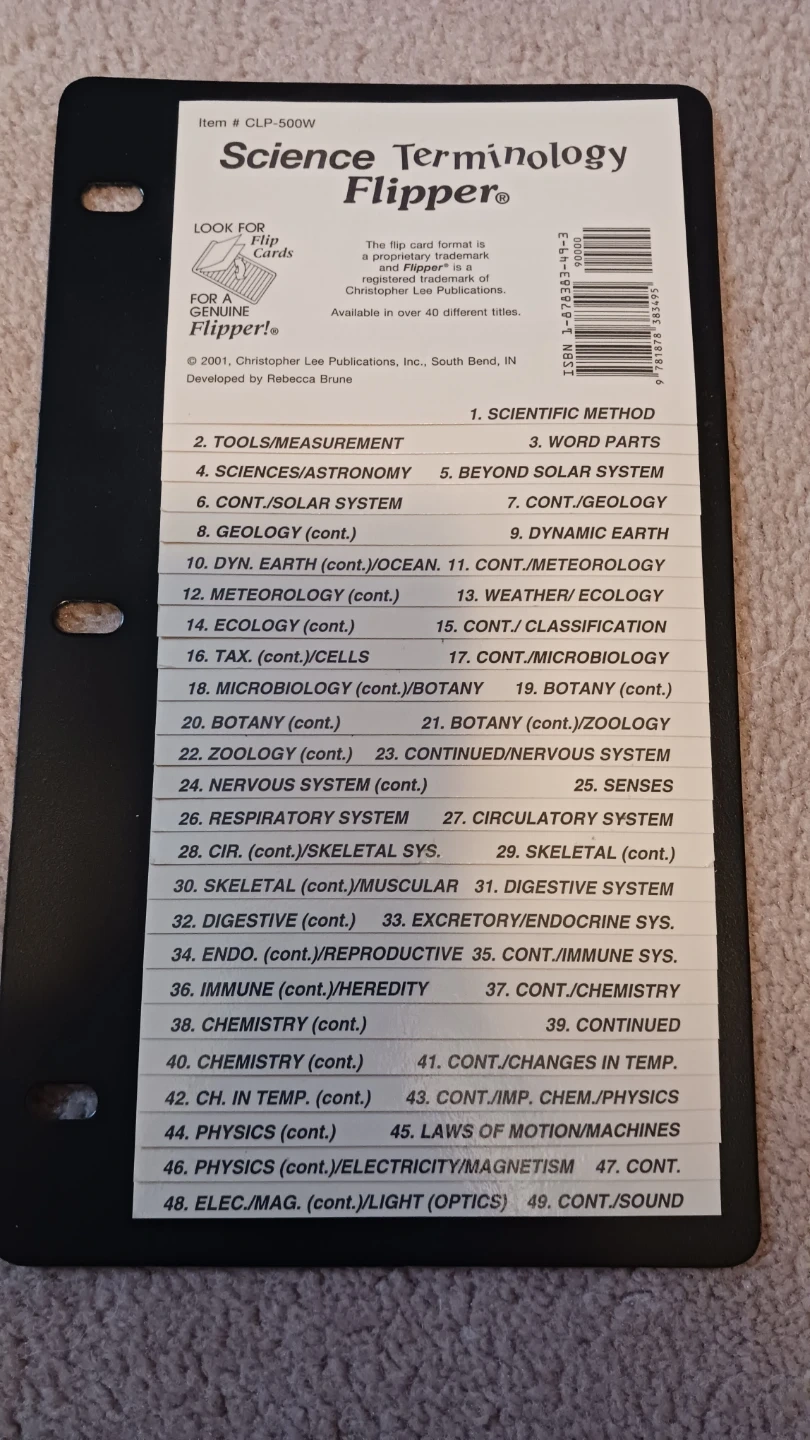 Item # CLP-500W
Science Terminology
Flipper®
LOOK FOR
Flip
Cards
FOR A
GENUINE
Flipper!®
The flip card format is
a proprietary trademark
and Flipper® is a
registered trademark of
Christopher Lee Publications.
Available in over 40 different titles.
ISBN 1-878383-49-3
90000
9 781878 383495
© 2001, Christopher Lee Publications, Inc., South Bend, IN
Developed by Rebecca Brune
1. SCIENTIFIC METHOD
2. TOOLS/MEASUREMENT 3. WORD PARTS
4. SCIENCES/ASTRONOMY 5. BEYOND SOLAR SYSTEM
6. CONT./SOLAR SYSTEM 7. CONT./GEOLOGY
8. GEOLOGY (cont.) 9. DYNAMIC EARTH
10. DYN. EARTH (cont.)/OCEAN. 11. CONT./METEOROLOGY
12. METEOROLOGY (cont.) 13. WEATHER/ ECOLOGY
14. ECOLOGY (cont.) 15. CONT./ CLASSIFICATION
16. TAX. (cont.)/CELLS 17. CONT./MICROBIOLOGY
18. MICROBIOLOGY (cont.)/BOTANY 19. BOTANY (cont.)
20. BOTANY (cont.) 21. BOTANY (cont.)/ZOOLOGY
22. ZOOLOGY (cont.) 23. CONTINUED/NERVOUS SYSTEM
24. NERVOUS SYSTEM (cont.) 25. SENSES
26. RESPIRATORY SYSTEM 27. CIRCULATORY SYSTEM
28. CIR. (cont.)/SKELETAL SYS. 29. SKELETAL (cont.)
30. SKELETAL (cont.)/MUSCULAR 31. DIGESTIVE SYSTEM
32. DIGESTIVE (cont.) 33. EXCRETORY/ENDOCRINE SYS.
34. ENDO. (cont.)/REPRODUCTIVE 35. CONT./IMMUNE SYS.
36. IMMUNE (cont.)/HEREDITY 37. CONT./CHEMISTRY
38. CHEMISTRY (cont.) 39. CONTINUED
40. CHEMISTRY (cont.) 41. CONT./CHANGES IN TEMP.
42. CH. IN TEMP. (cont.) 43. CONT./IMP. CHEM./PHYSICS
44. PHYSICS (cont.) 45. LAWS OF MOTION/MACHINES
46. PHYSICS (cont.)/ELECTRICITY/MAGNETISM 47. CONT.
48. ELEC./MAG. (cont.)/LIGHT (OPTICS) 49. CONT./SOUND